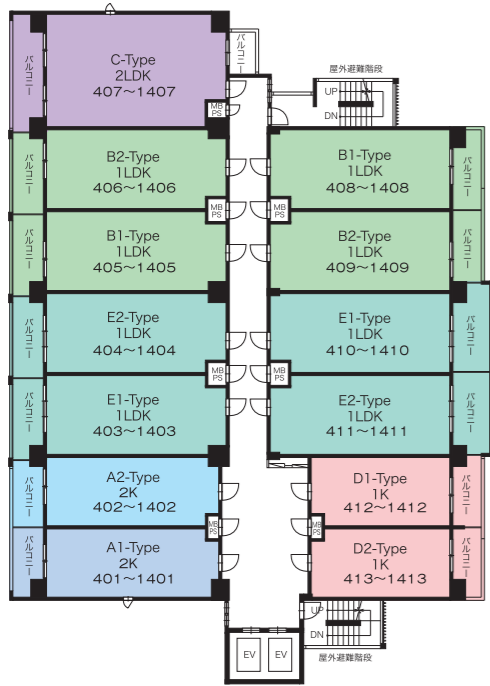 バルコニー
C-Type
2LDK
407～1407
バルコニー
MB
PS
屋外避難階段
UP
DN
バルコニー
B2-Type
1LDK
406～1406
B1-Type
1LDK
408～1408
バルコニー
MB
PS
MB
PS
バルコニー
B1-Type
1LDK
405～1405
B2-Type
1LDK
409～1409
バルコニー
バルコニー
E2-Type
1LDK
404～1404
E1-Type
1LDK
410～1410
バルコニー
MB
PS
MB
PS
バルコニー
E1-Type
1LDK
403～1403
E2-Type
1LDK
411～1411
バルコニー
バルコニー
A2-Type
2K
402～1402
D1-Type
1K
412～1412
バルコニー
MB
PS
MB
PS
バルコニー
A1-Type
2K
401～1401
D2-Type
1K
413～1413
バルコニー
UP
DN
EV
EV
屋外避難階段